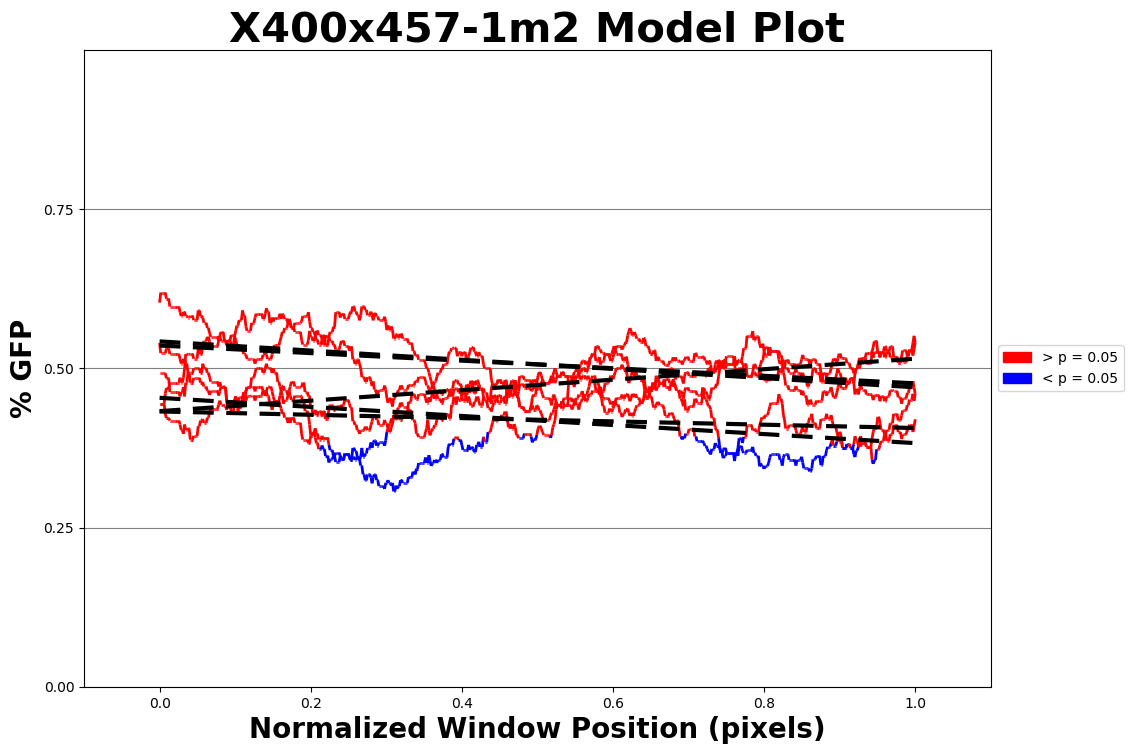 X400x457-1m2 Model Plot
% GFP
0.75
0.50
0.25
0.00
0.0 0.2 0.4 0.6 0.8 1.0
Normalized Window Position (pixels)
> p = 0.05
< p = 0.05